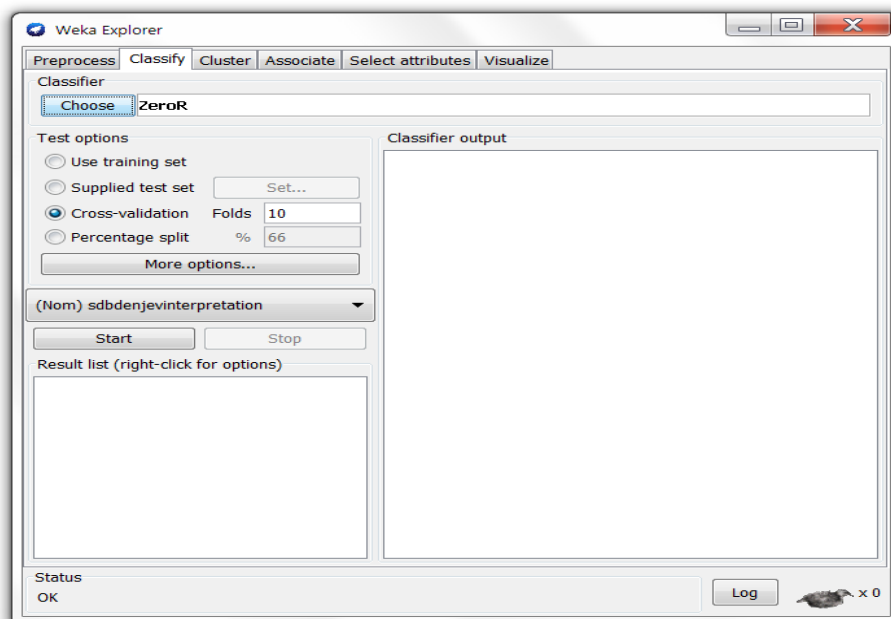 Weka Explorer
Preprocess Classify Cluster Associate Select attributes Visualize
Classifier
Choose ZeroR
Test options
Use training set
Supplied test set Set...
Cross-validation Folds 10
Percentage split % 66
More options...
(Nom) sdbdenjevinterpretation
Start Stop
Result list (right-click for options)
Classifier output
Status
OK
Log x 0